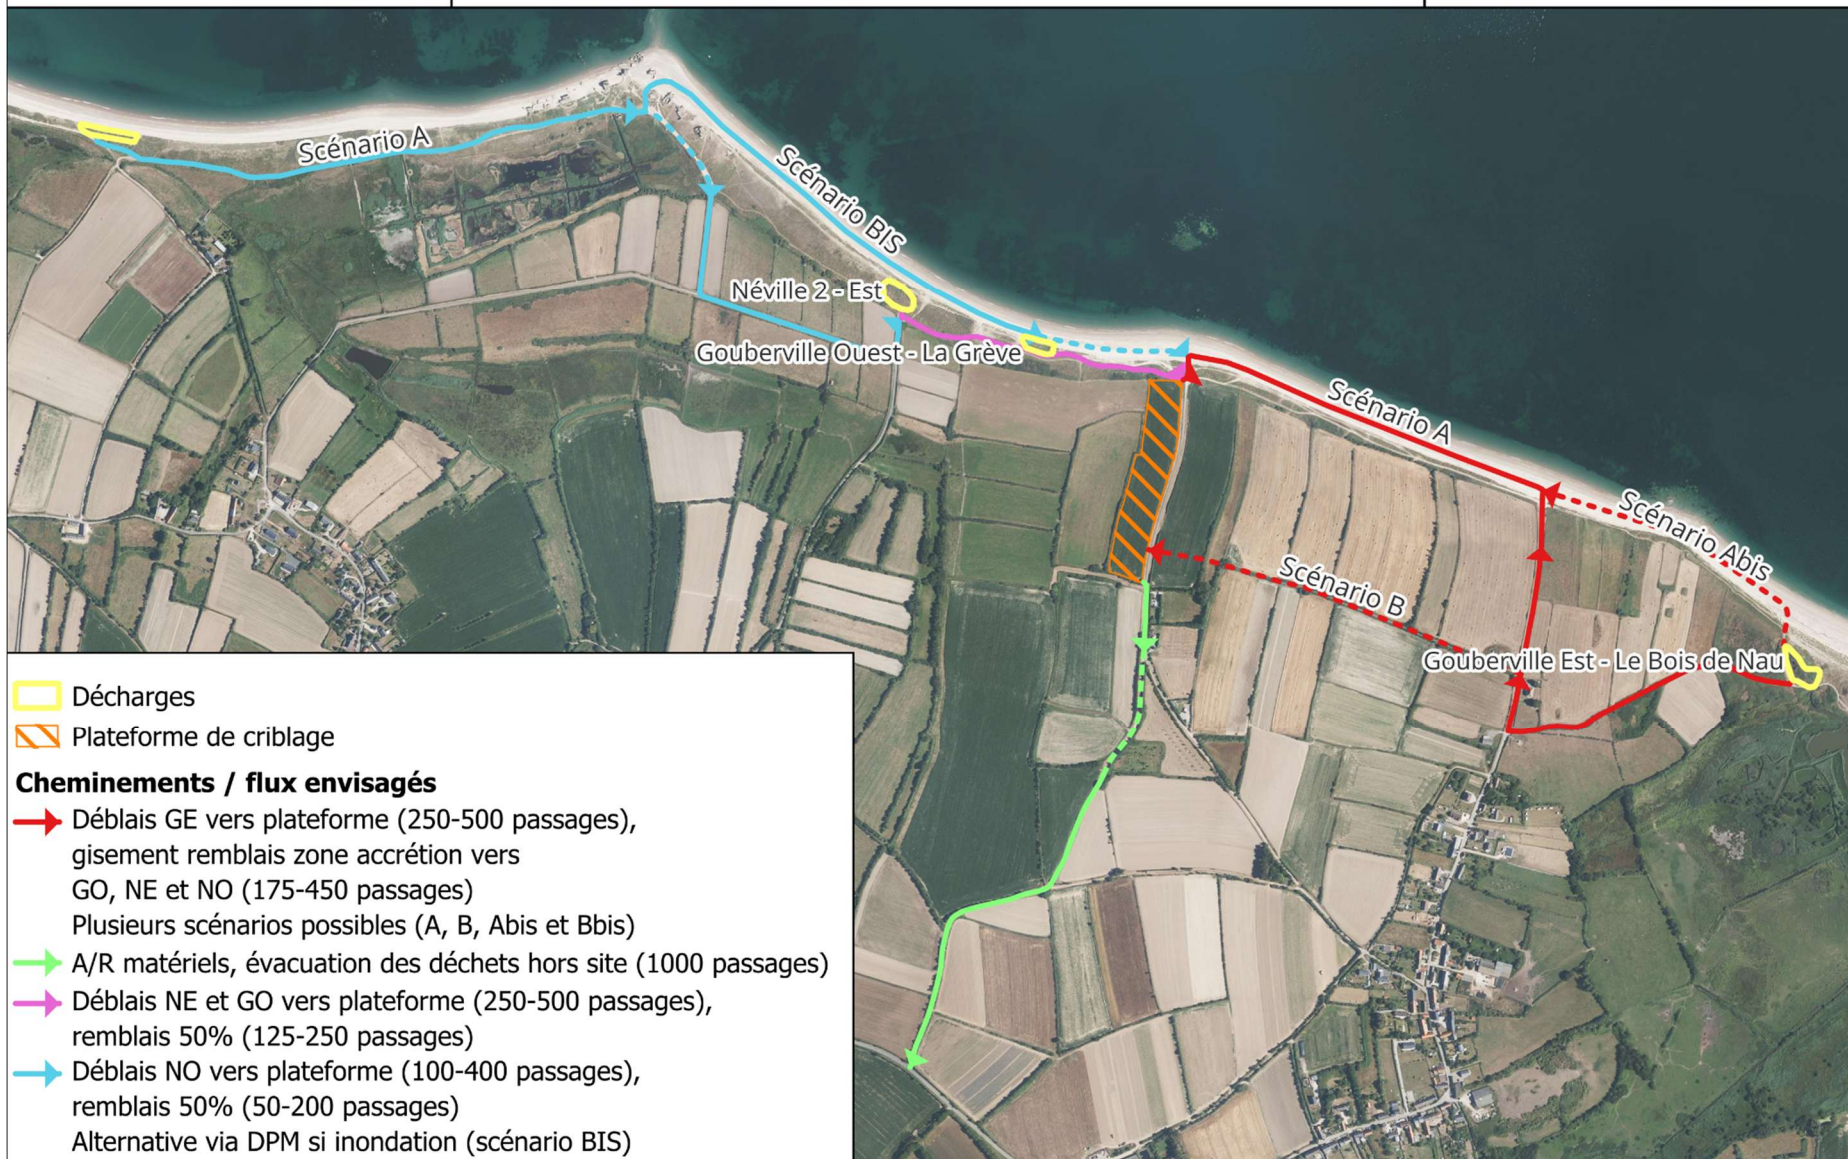 Scénario A
Scénario BIS
Néville 2 - Est
Gouberville Ouest - La Grève
Scénario A
Scénario Abis
Scénario B
Gouberville Est - Le Bois de Nau
Décharges
Plateforme de criblage
Cheminements / flux envisagés
Déblais GE vers plateforme (250-500 passages),
gisement remblais zone accrétion vers
GO, NE et NO (175-450 passages)
Plusieurs scénarios possibles (A, B, Abis et Bbis)
A/R matériels, évacuation des déchets hors site (1000 passages)
Déblais NE et GO vers plateforme (250-500 passages),
remblais 50% (125-250 passages)
Déblais NO vers plateforme (100-400 passages),
remblais 50% (50-200 passages)
Alternative via DPM si inondation (scénario BIS)